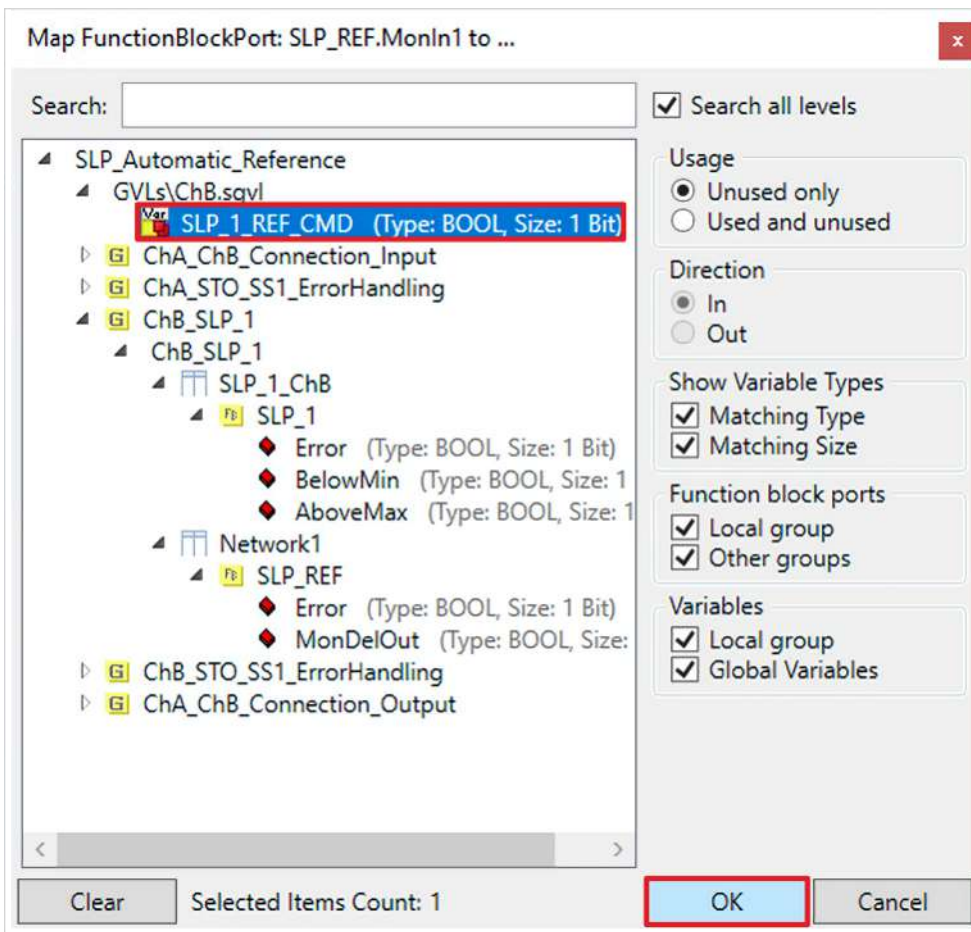 Map FunctionBlockPort: SLP_REF.MonIn1 to ...
x
Search:
Search all levels
SLP_Automatic_Reference
GVLs\ChB.sgvl
Var
SLP_1_REF_CMD (Type: BOOL, Size: 1 Bit)
G ChA_ChB_Connection_Input
G ChA_STO_SS1_ErrorHandling
G ChB_SLP_1
ChB_SLP_1
SLP_1_ChB
FB SLP_1
Error (Type: BOOL, Size: 1 Bit)
BelowMin (Type: BOOL, Size: 1
AboveMax (Type: BOOL, Size: 1
Network1
FB SLP_REF
Error (Type: BOOL, Size: 1 Bit)
MonDelOut (Type: BOOL, Size:
G ChB_STO_SS1_ErrorHandling
G ChA_ChB_Connection_Output
Usage
Unused only
Used and unused
Direction
In
Out
Show Variable Types
Matching Type
Matching Size
Function block ports
Local group
Other groups
Variables
Local group
Global Variables
Clear
Selected Items Count: 1
OK
Cancel